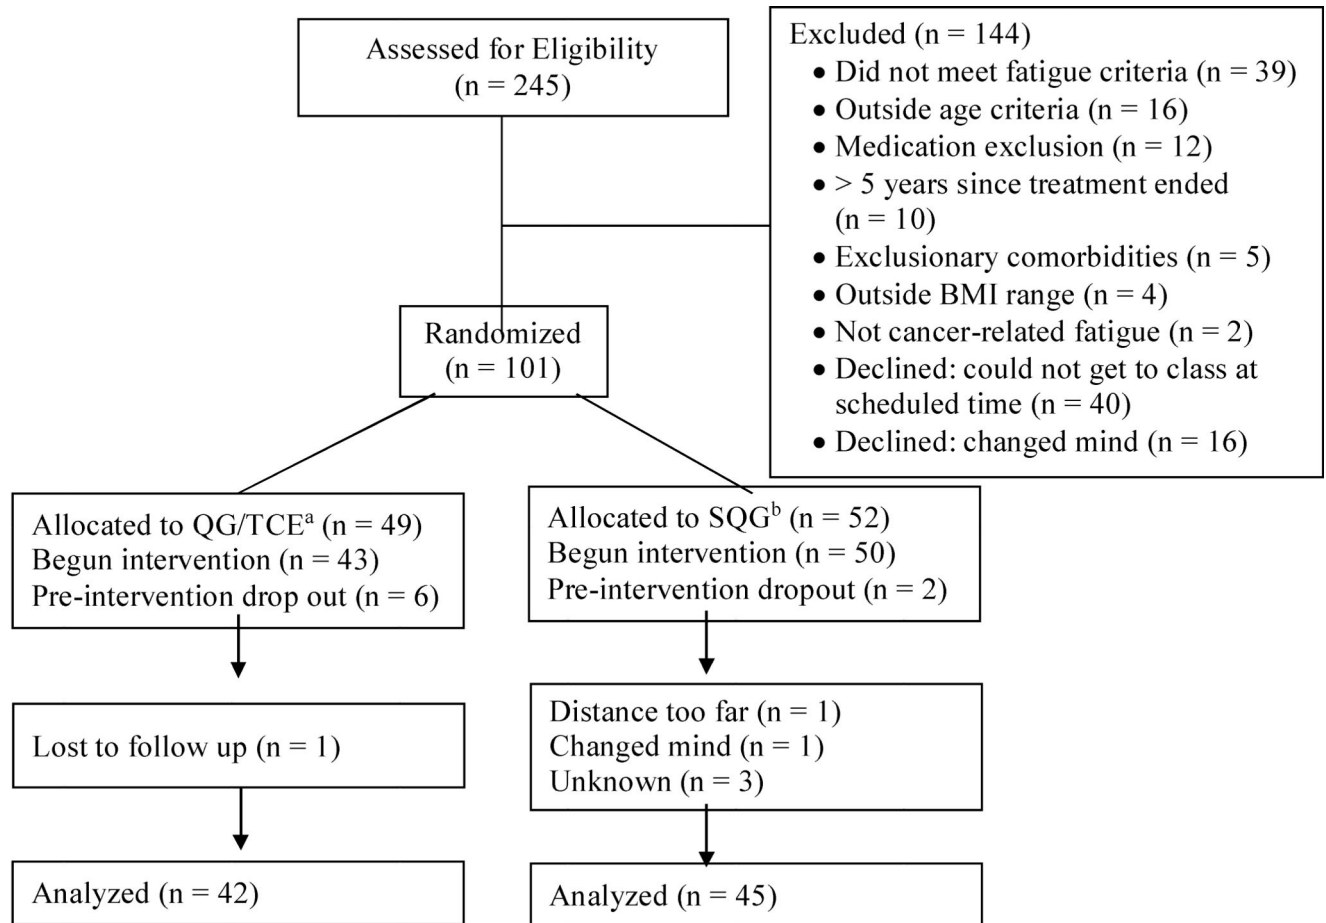 Assessed for Eligibility
(n = 245)
Excluded (n = 144)
• Did not meet fatigue criteria (n = 39)
• Outside age criteria (n = 16)
• Medication exclusion (n = 12)
• > 5 years since treatment ended
(n = 10)
• Exclusionary comorbidities (n = 5)
• Outside BMI range (n = 4)
• Not cancer-related fatigue (n = 2)
• Declined: could not get to class at
scheduled time (n = 40)
• Declined: changed mind (n = 16)
Randomized
(n = 101)
Allocated to QG/TCEᵃ (n = 49)
Begun intervention (n = 43)
Pre-intervention drop out (n = 6)
Allocated to SQGᵇ (n = 52)
Begun intervention (n = 50)
Pre-intervention dropout (n = 2)
Lost to follow up (n = 1)
Distance too far (n = 1)
Changed mind (n = 1)
Unknown (n = 3)
Analyzed (n = 42)
Analyzed (n = 45)